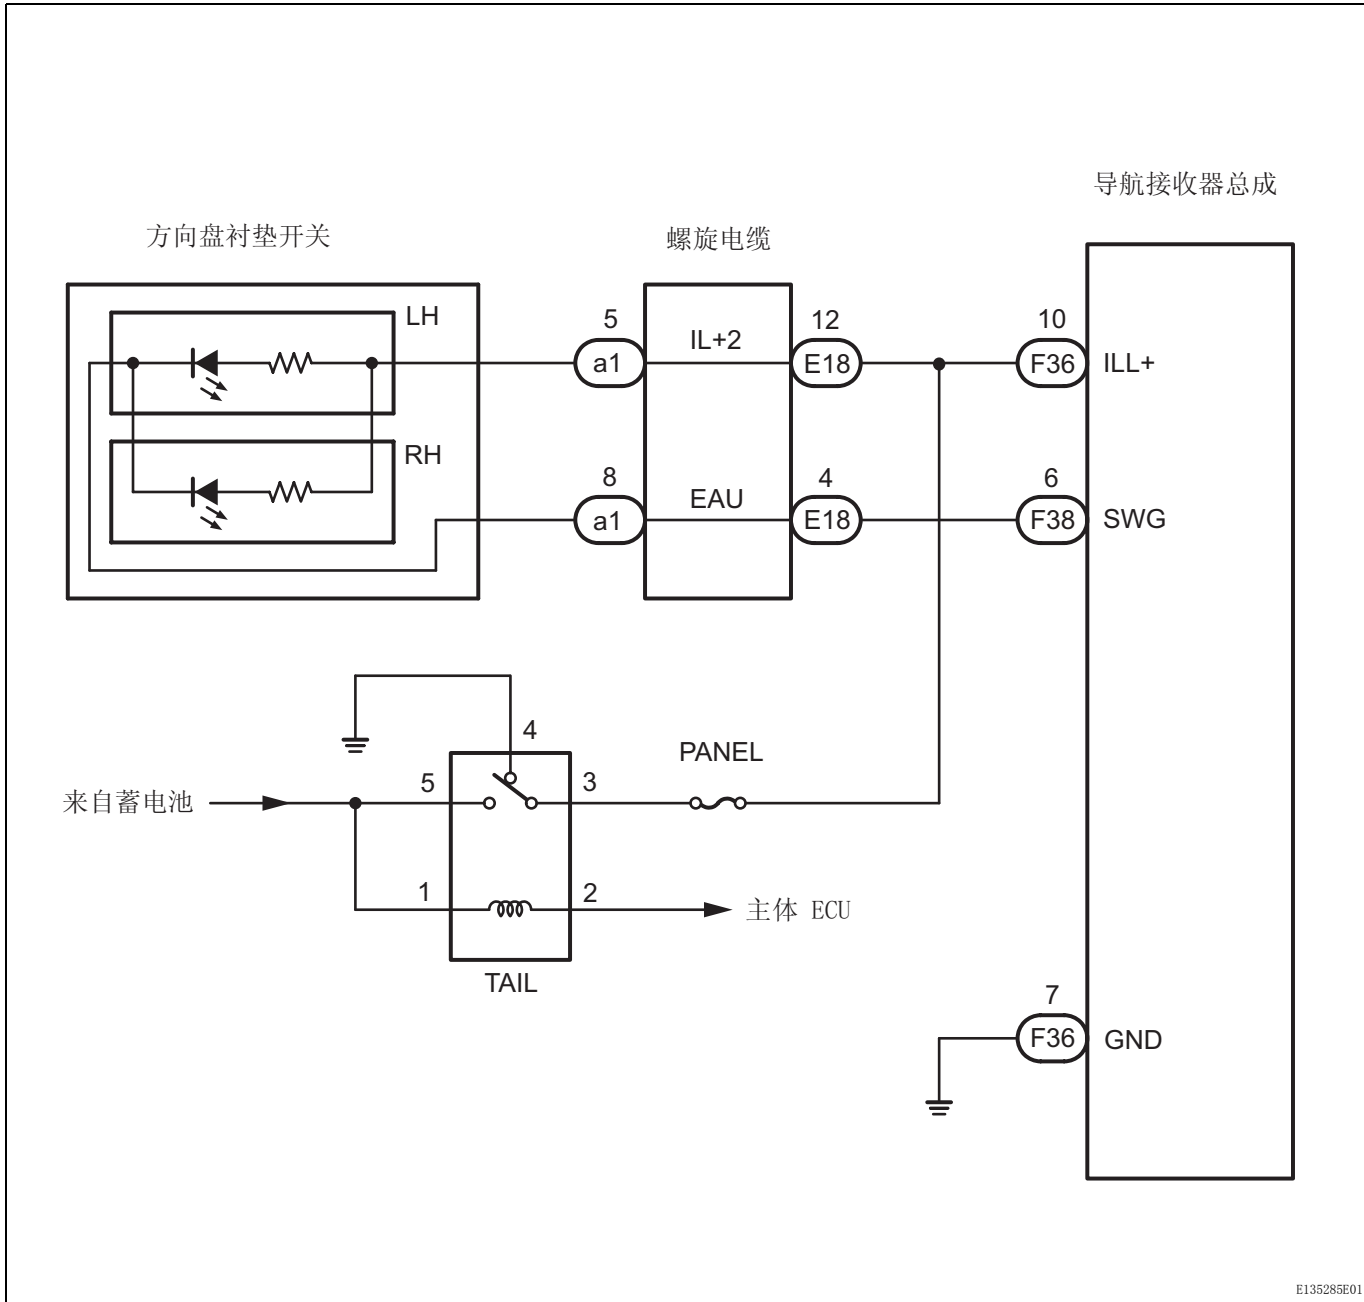 导航接收器总成
方向盘衬垫开关
螺旋电缆
LH
5
IL+2
12
10
a1
E18
F36
ILL+
RH
8
EAU
4
6
a1
E18
F38
SWG
4
PANEL
来自蓄电池
5
3
1
2
主体 ECU
TAIL
7
F36
GND
E135285E01